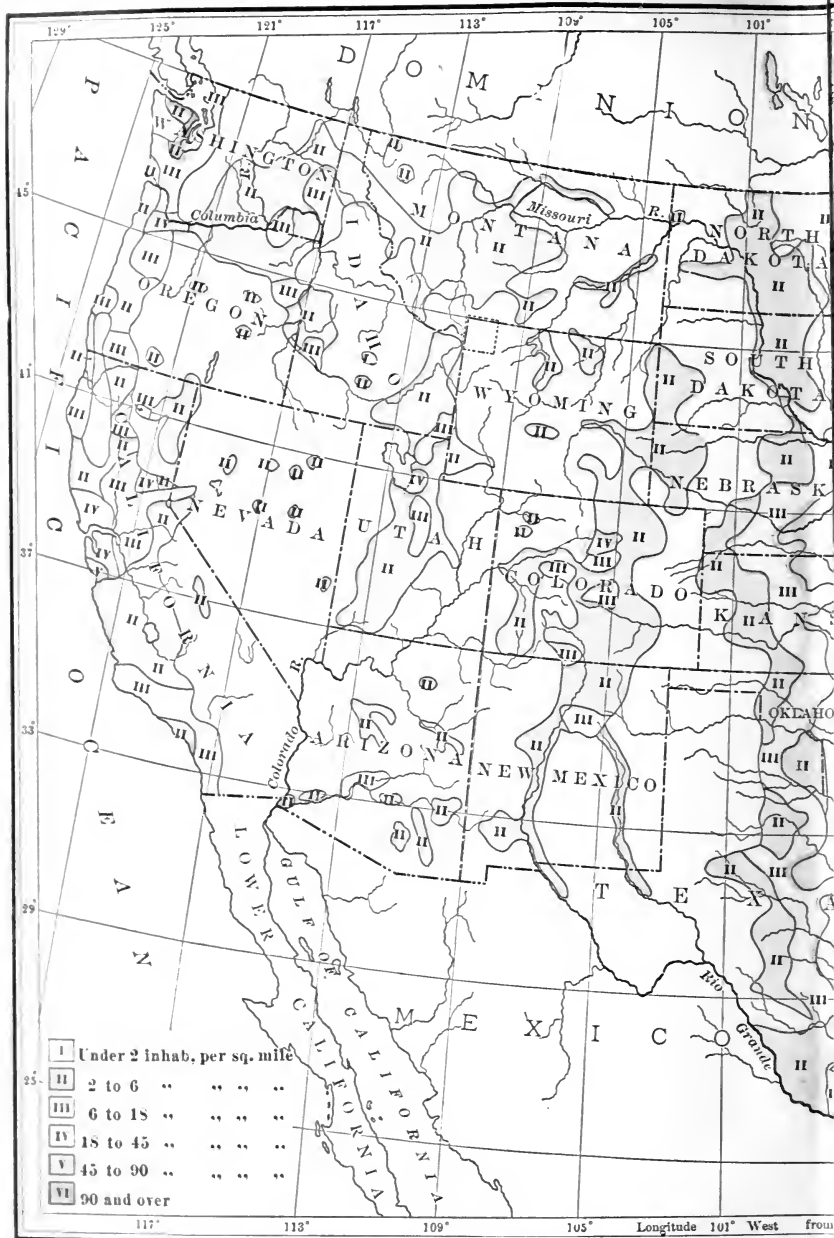 129° 125° 121° 117° 113° 109° 105° 101°
DOMINION
PACIFIC OCEAN
WASHINGTON
Columbia R.
OREGON
IDAHO
MONTANA
Missouri R.
NORTH
DAKOTA
SOUTH
DAKOTA
WYOMING
NEBRASK
NEVADA
UTAH
COLORADO
KANS
CALIFORNIA
Colorado R.
ARIZONA
NEW MEXICO
OKLAHO
TEX
A
LOWER CALIFORNIA
GULF OF CALIFORNIA
MEXICO
Rio Grande
45°
41°
37°
33°
29°
25°
I Under 2 inhab. per sq. mile
II 2 to 6 „ „ „ „
III 6 to 18 „ „ „ „
IV 18 to 45 „ „ „ „
V 45 to 90 „ „ „ „
VI 90 and over
117° 113° 109° 105° Longitude 101° West from